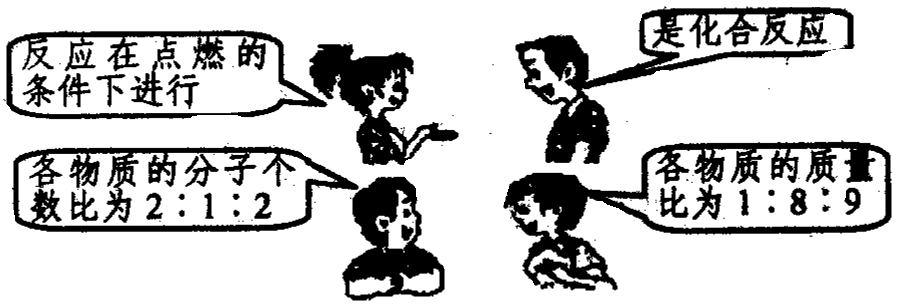 反应在点燃的
条件下进行
是化合反应
各物质的分子个
数比为2:1:2
各物质的质量
比为1:8:9